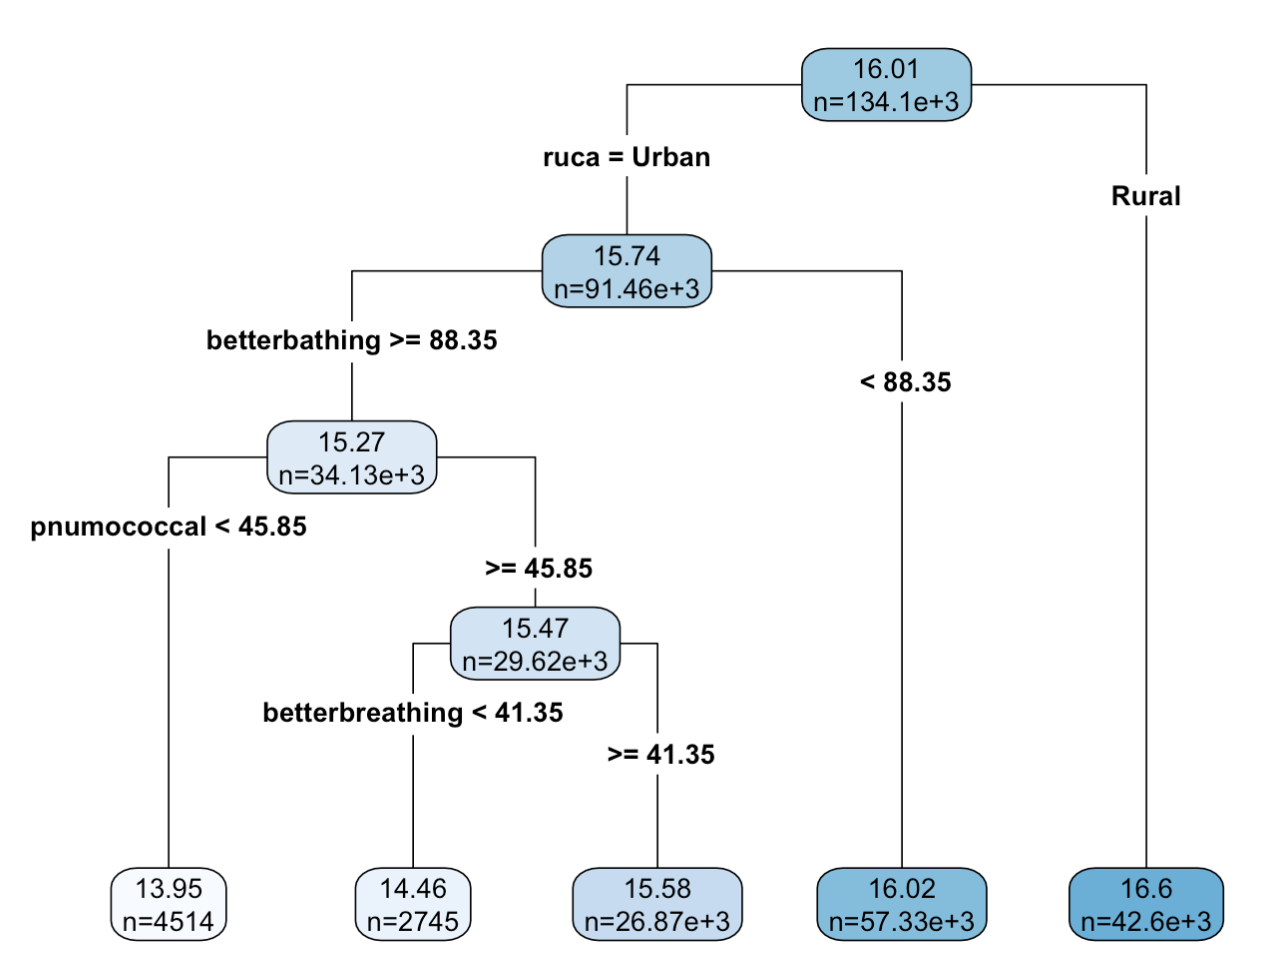 16.01
n=134.1e+3
ruca = Urban
Rural
15.74
n=91.46e+3
betterbathing >= 88.35
< 88.35
15.27
n=34.13e+3
pnumococcal < 45.85
>= 45.85
15.47
n=29.62e+3
betterbreathing < 41.35
>= 41.35
13.95
n=4514
14.46
n=2745
15.58
n=26.87e+3
16.02
n=57.33e+3
16.6
n=42.6e+3